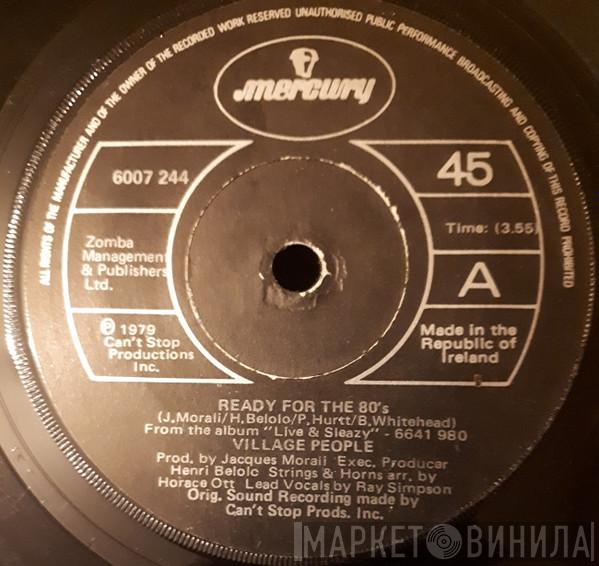 ALL RIGHTS OF THE MANUFACTURER AND OF THE OWNER OF THE RECORDED WORK RESERVED UNAUTHORISED PUBLIC PERFORMANCE BROADCASTING AND COPYING OF THIS RECORD PROHIBITED
mercury
6007 244
Zomba
Management
& Publishers
Ltd.
℗ 1979
Can't Stop
Productions
Inc.
45
Time: (3.55)
A
Made in the
Republic of
Ireland
READY FOR THE 80's
(J.Morali/H.Belolo/P.Hurtt/B.Whitehead)
From the album "Live & Sleazy" - 6641 980
VILLAGE PEOPLE
Prod. by Jacques Morali Exec. Producer
Henri Belolo Strings & Horns arr. by
Horace Ott Lead Vocals by Ray Simpson
Orig. Sound Recording made by
Can't Stop Prods. Inc.
МАРКЕТ ВИНИЛА